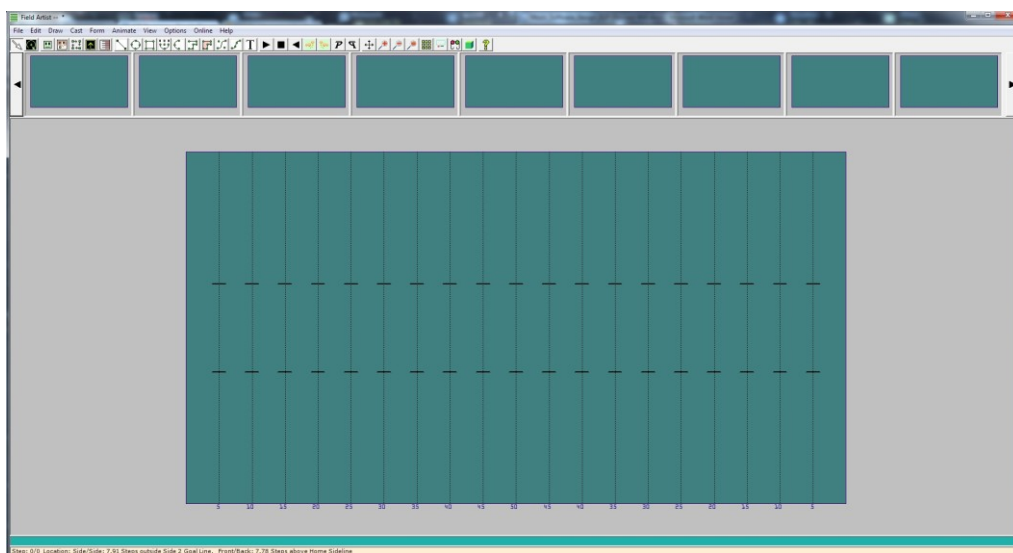 Field Artist -- *
File Edit Draw Cast Form Animate View Options Online Help
T P
5 10 15 20 25 30 35 40 45 50 45 40 35 30 25 20 15 10 5
Step: 0/0 Location: Side/Side: 7.91 Steps outside Side 2 Goal Line, Front/Back: 7.78 Steps above Home Sideline